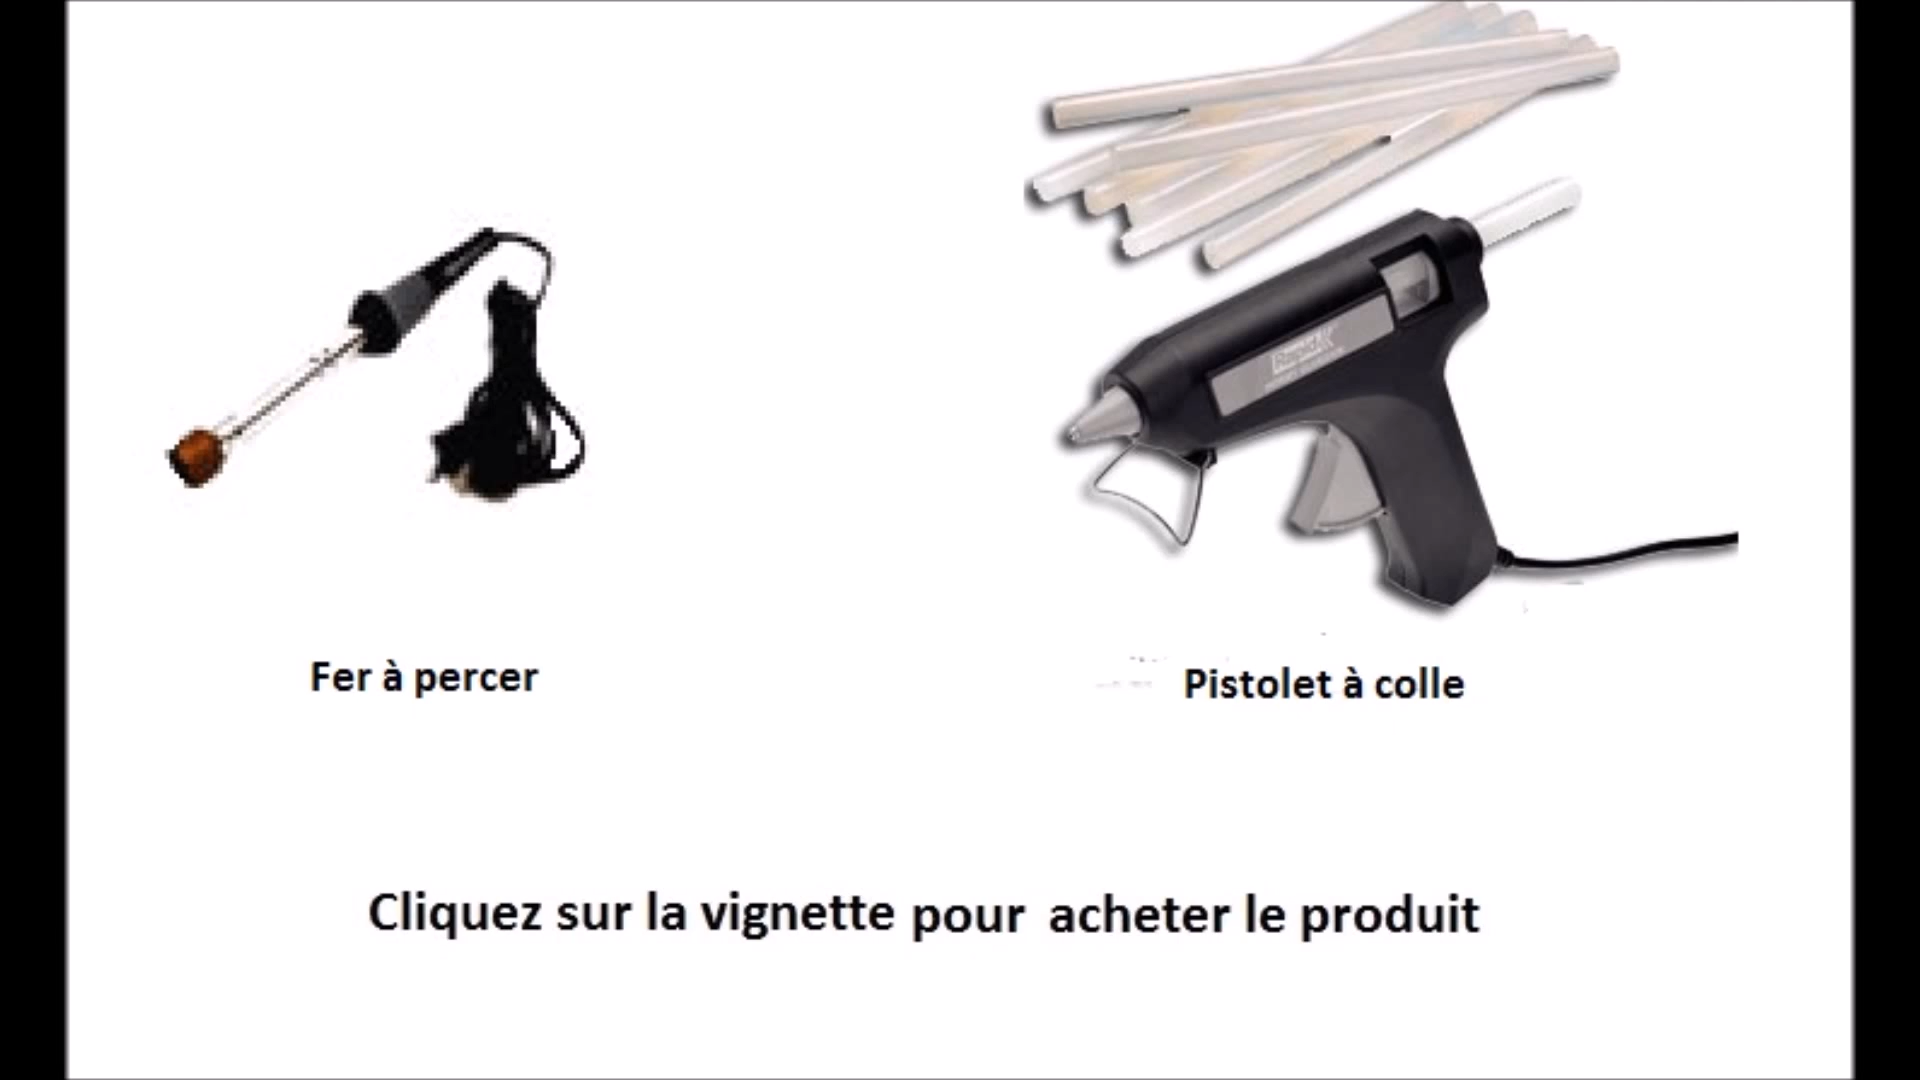 Fer à percer
Pistolet à colle
Cliquez sur la vignette pour acheter le produit